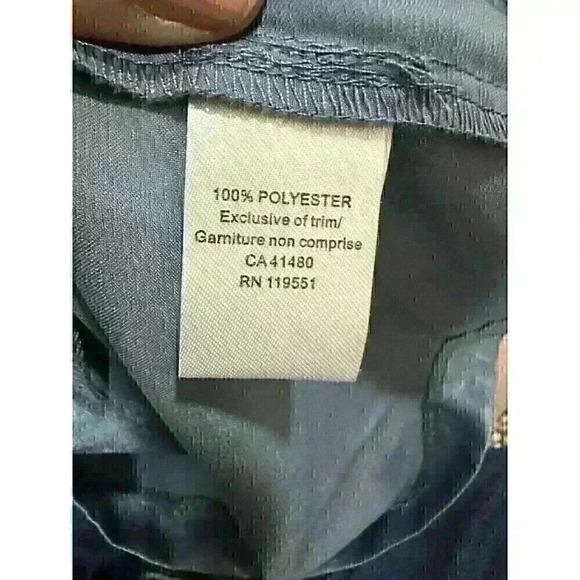 100% POLYESTER
Exclusive of trim/
Garniture non comprise
CA 41480
RN 119551